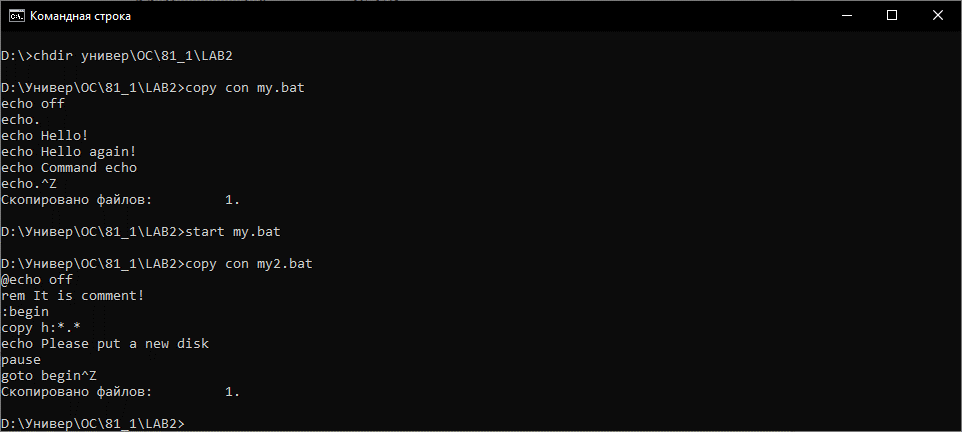 Командная строка
D:\>chdir универ\ОС\81_1\LAB2
D:\Универ\ОС\81_1\LAB2>copy con my.bat
echo off
echo.
echo Hello!
echo Hello again!
echo Command echo
echo.^Z
Скопировано файлов:         1.
D:\Универ\ОС\81_1\LAB2>start my.bat
D:\Универ\ОС\81_1\LAB2>copy con my2.bat
@echo off
rem It is comment!
:begin
copy h:*.*
echo Please put a new disk
pause
goto begin^Z
Скопировано файлов:         1.
D:\Универ\ОС\81_1\LAB2>